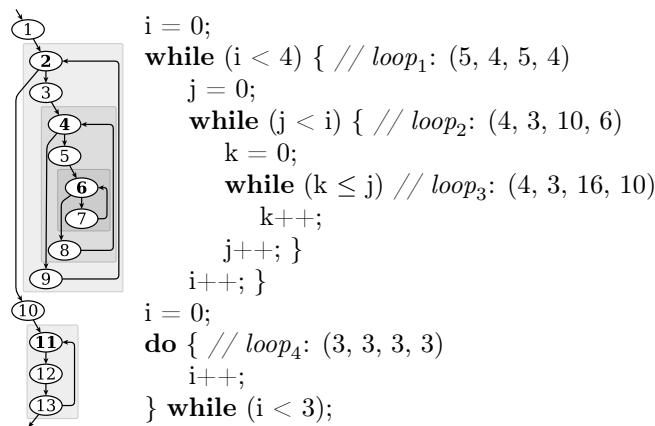 1
2
3
4
5
6
7
8
9
10
11
12
13
i = 0;
while (i < 4) { // loop₁: (5, 4, 5, 4)
j = 0;
while (j < i) { // loop₂: (4, 3, 10, 6)
k = 0;
while (k ≤ j) // loop₃: (4, 3, 16, 10)
k++;
j++; }
i++; }
i = 0;
do { // loop₄: (3, 3, 3, 3)
i++;
} while (i < 3);